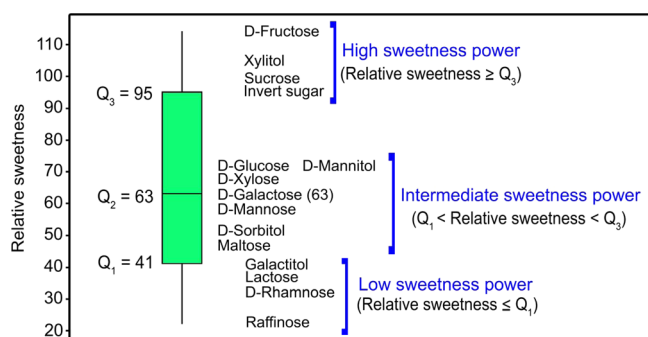 Relative sweetness
110
100
90
80
70
60
50
40
30
20
Q3 = 95
Q2 = 63
Q1 = 41
D-Fructose
Xylitol
Sucrose
Invert sugar
High sweetness power
(Relative sweetness ≥ Q3)
D-Glucose D-Mannitol
D-Xylose
D-Galactose (63)
D-Mannose
D-Sorbitol
Maltose
Intermediate sweetness power
(Q1 < Relative sweetness < Q3)
Galactitol
Lactose
D-Rhamnose
Raffinose
Low sweetness power
(Relative sweetness ≤ Q1)